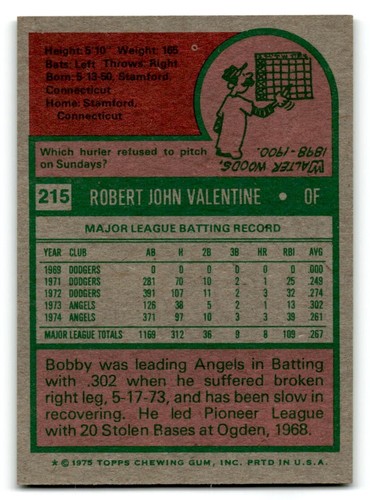 Height: 5-10 Weight: 165
Bats: Left Throws: Right
Born: 5-13-50, Stamford,
Connecticut
Home: Stamford,
Connecticut
Which hurler refused to pitch
on Sundays?
WALTER WOODS,
1898-1900.
215 ROBERT JOHN VALENTINE • OF
MAJOR LEAGUE BATTING RECORD
YEAR CLUB AB H 2B 3B HR RBI AVG
1969 DODGERS 0 0 0 0 0 0 .000
1971 DODGERS 281 70 10 2 1 25 .249
1972 DODGERS 391 107 11 2 3 32 .274
1973 ANGELS 126 38 5 2 1 13 .302
1974 ANGELS 371 97 10 3 3 39 .261
MAJOR LEAGUE TOTALS 1169 312 36 9 8 109 .267
Bobby was leading Angels in Batting
with .302 when he suffered broken
right leg, 5-17-73, and has been slow in
recovering. He led Pioneer League
with 20 Stolen Bases at Ogden, 1968.
* © 1975 TOPPS CHEWING GUM, INC. PRTD IN U.S.A.